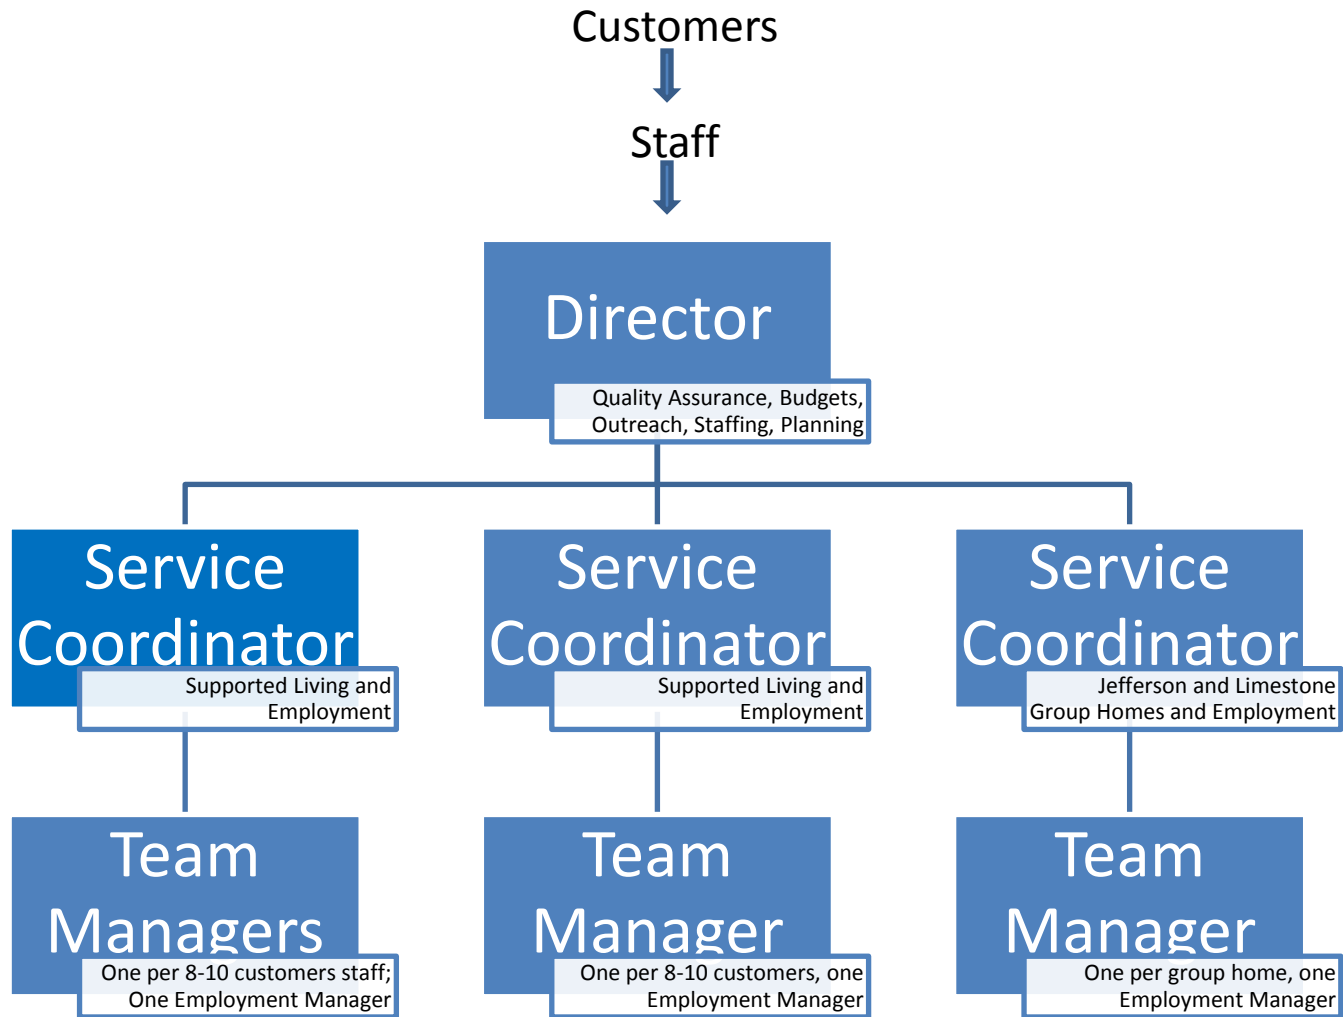 Customers
Staff
Director
Quality Assurance, Budgets,
Outreach, Staffing, Planning
Service
Coordinator
Supported Living and
Employment
Service
Coordinator
Supported Living and
Employment
Service
Coordinator
Jefferson and Limestone
Group Homes and Employment
Team
Managers
One per 8-10 customers staff;
One Employment Manager
Team
Manager
One per 8-10 customers, one
Employment Manager
Team
Manager
One per group home, one
Employment Manager